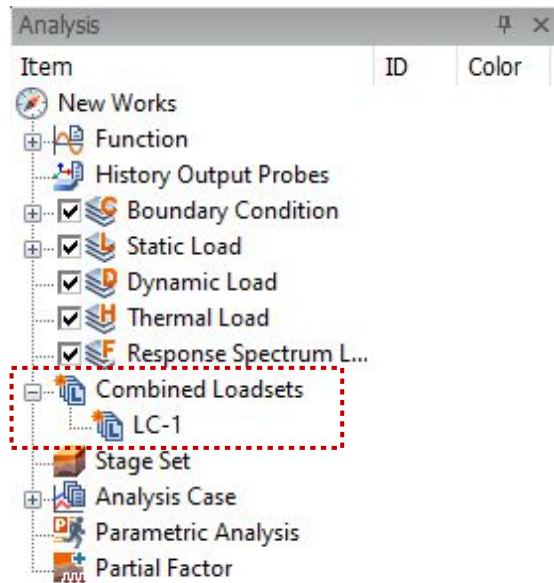 Analysis
Item ID Color
New Works
Function
History Output Probes
Boundary Condition
Static Load
Dynamic Load
Thermal Load
Response Spectrum L...
Combined Loadsets
LC-1
Stage Set
Analysis Case
Parametric Analysis
Partial Factor